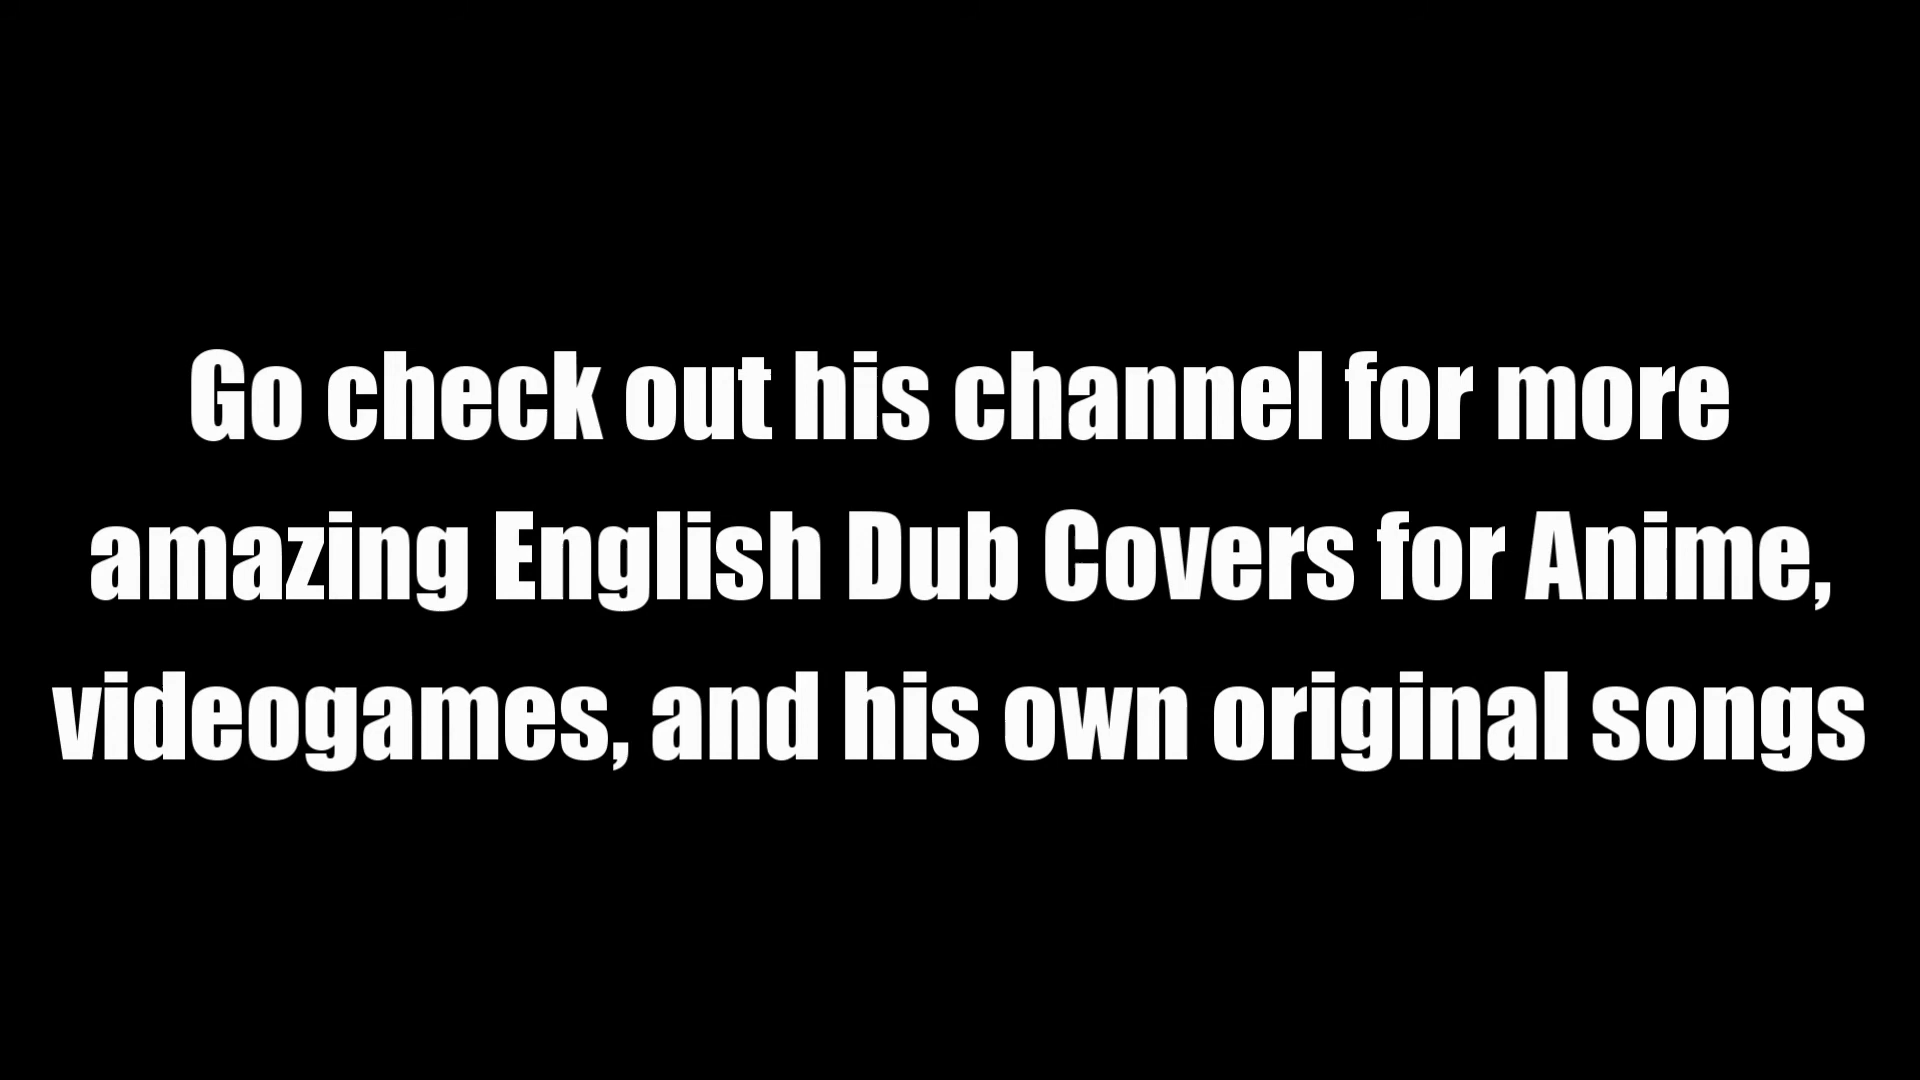 Go check out his channel for more
amazing English Dub Covers for Anime,
videogames, and his own original songs